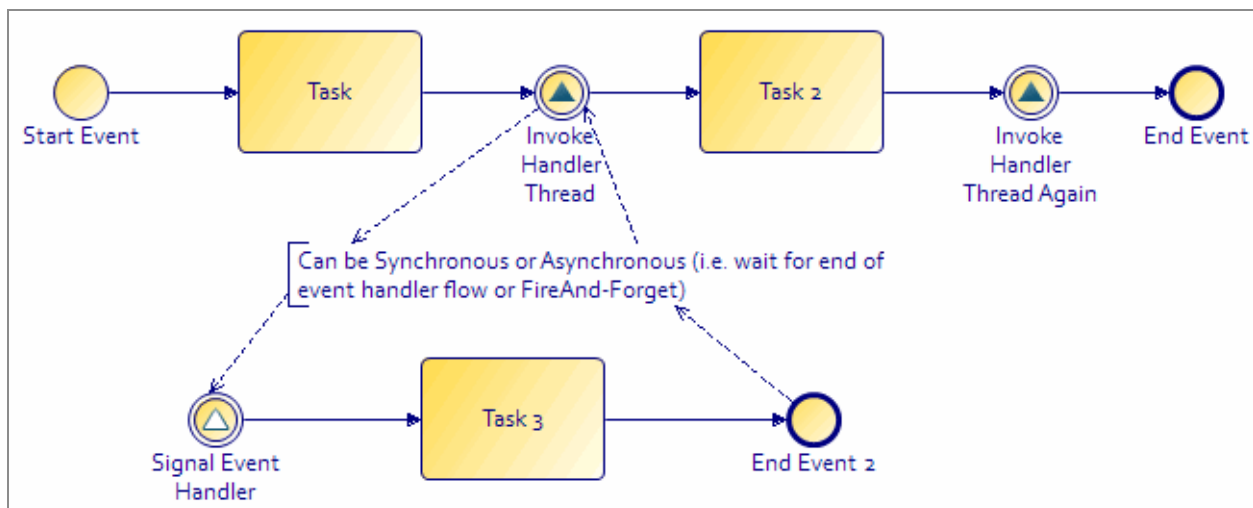 Task
Task 2
Start Event
Invoke
Handler
Thread
Invoke
Handler
Thread Again
End Event
Can be Synchronous or Asynchronous (i.e. wait for end of
event handler flow or FireAnd-Forget)
Task 3
Signal Event
Handler
End Event 2